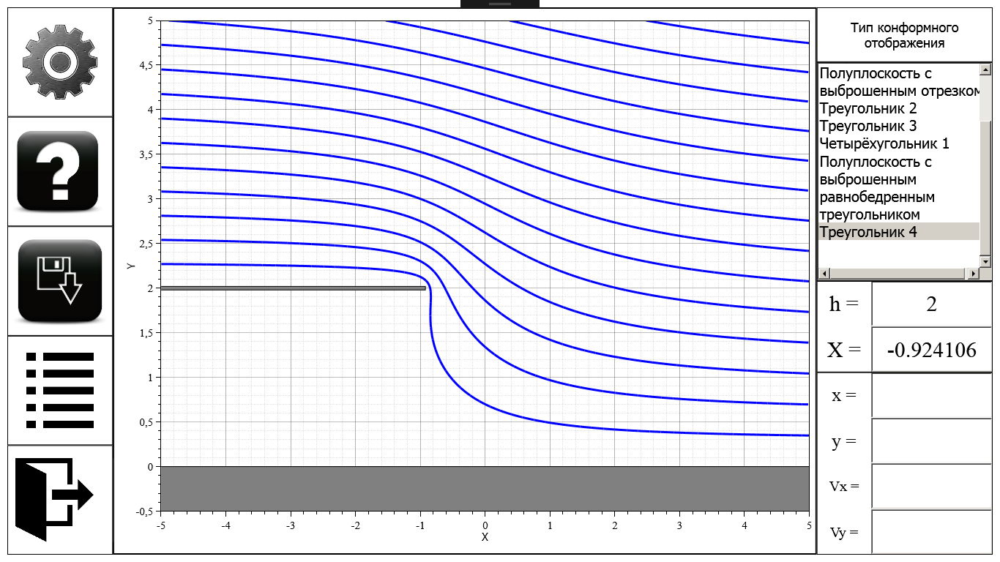 Тип конформного
отображения
Полуплоскость с
выброшенным отрезком
Треугольник 2
Треугольник 3
Четырёхугольник 1
Полуплоскость с
выброшенным
равнобедренным
треугольником
Треугольник 4
h = 2
X = -0.924106
x =
y =
Vx =
Vy =
5
4,5
4
3,5
3
2,5
2
1,5
1
0,5
0
-0,5
Y
-5 -4 -3 -2 -1 0 1 2 3 4 5
X
?